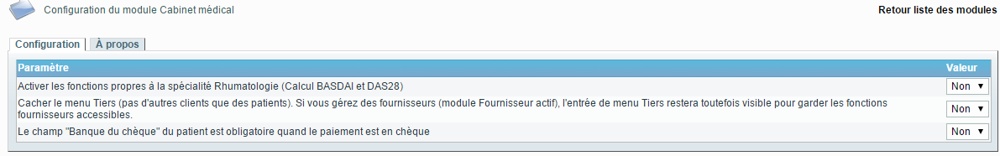 Configuration du module Cabinet médical
Retour liste des modules
Configuration
À propos
Paramètre
Valeur
Activer les fonctions propres à la spécialité Rhumatologie (Calcul BASDAI et DAS28)
Non
Cacher le menu Tiers (pas d'autres clients que des patients). Si vous gérez des fournisseurs (module Fournisseur actif), l'entrée de menu Tiers restera toutefois visible pour garder les fonctions
fournisseurs accessibles.
Non
Le champ "Banque du chèque" du patient est obligatoire quand le paiement est en chèque
Non